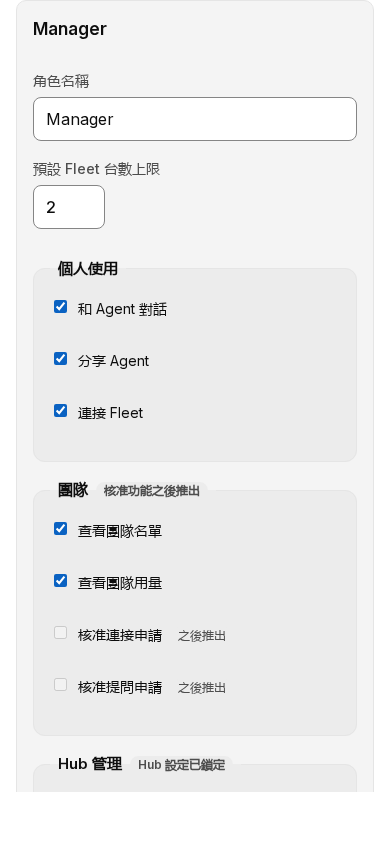 Manager
角色名稱
Manager
預設 Fleet 台數上限
2
個人使用
和 Agent 對話
分享 Agent
連接 Fleet
團隊 核准功能之後推出
查看團隊名單
查看團隊用量
核准連接申請 之後推出
核准提問申請 之後推出
Hub 管理 Hub 設定已鎖定